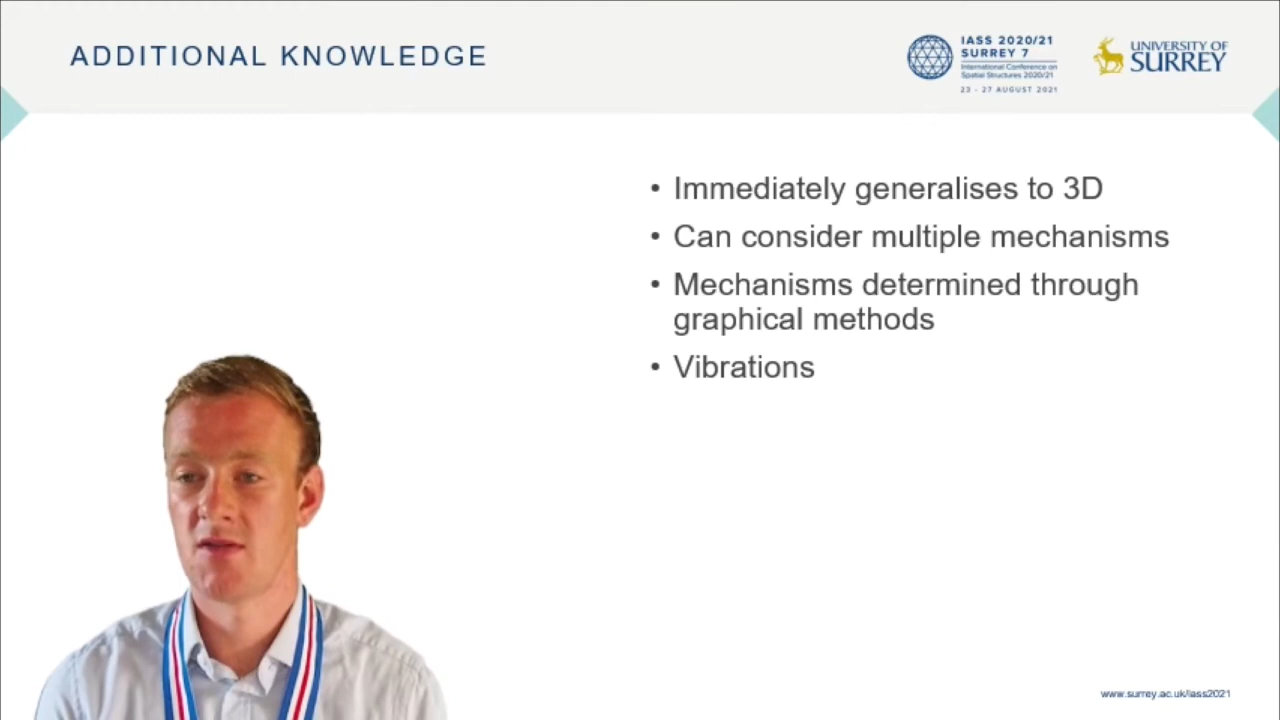 ADDITIONAL KNOWLEDGE
IASS 2020/21
SURREY 7
International Conference on
Spatial Structures 2020/21
23 - 27 AUGUST 2021
UNIVERSITY OF
SURREY
• Immediately generalises to 3D
• Can consider multiple mechanisms
• Mechanisms determined through
graphical methods
• Vibrations
www.surrey.ac.uk/iass2021